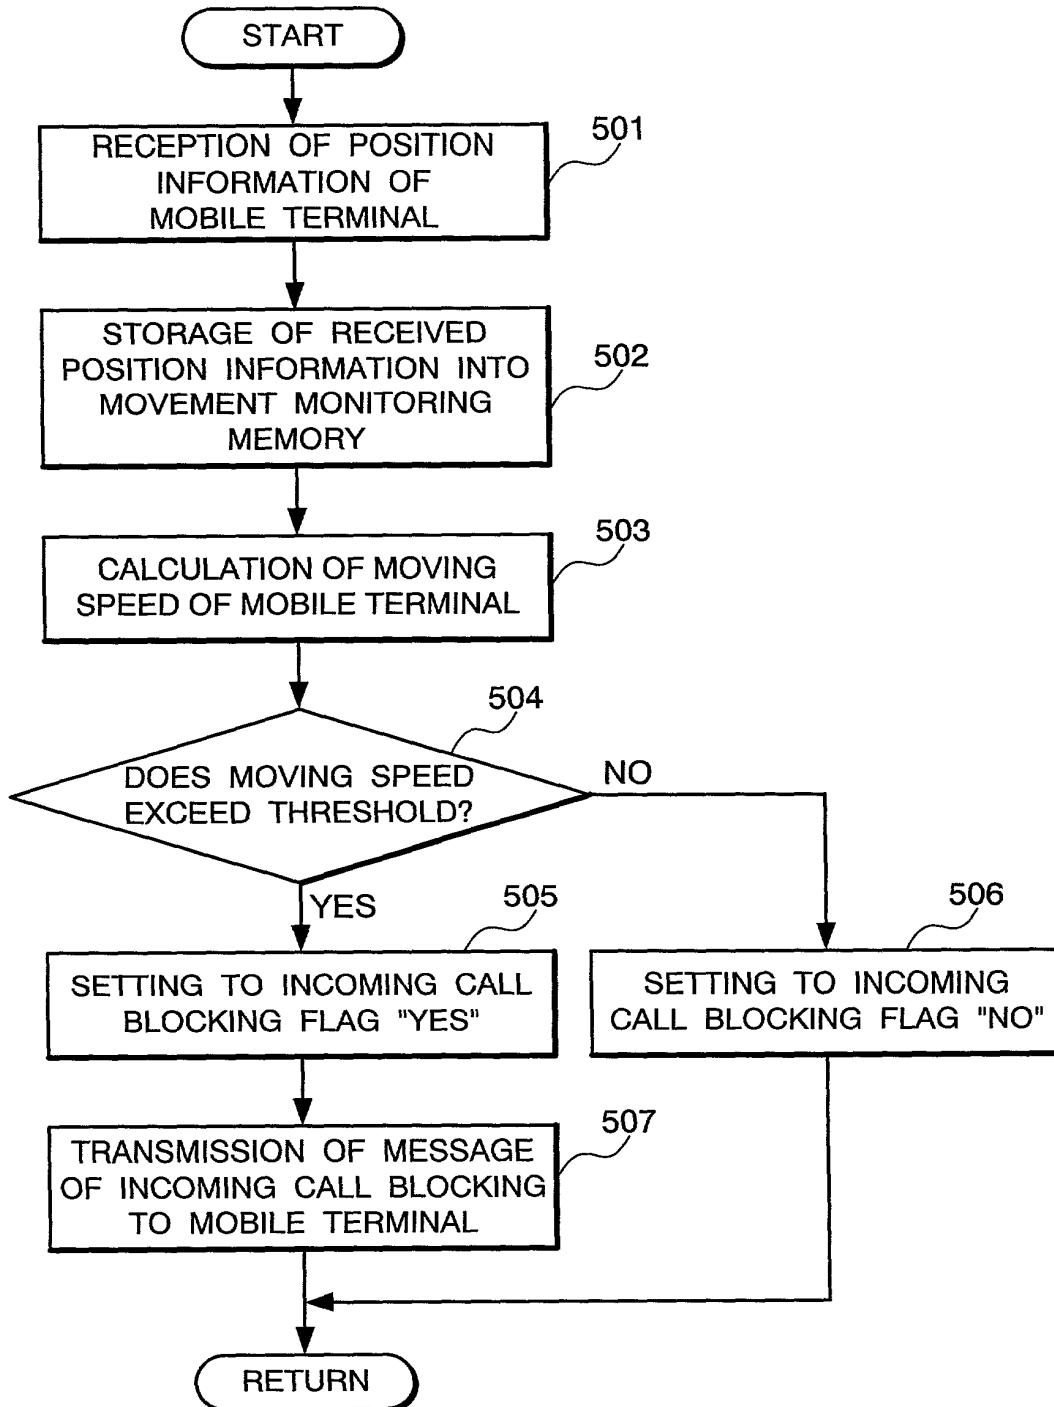 START
501
RECEPTION OF POSITION
INFORMATION OF
MOBILE TERMINAL
502
STORAGE OF RECEIVED
POSITION INFORMATION INTO
MOVEMENT MONITORING
MEMORY
503
CALCULATION OF MOVING
SPEED OF MOBILE TERMINAL
504
DOES MOVING SPEED
EXCEED THRESHOLD?
NO
YES
505
506
SETTING TO INCOMING CALL
BLOCKING FLAG "YES"
SETTING TO INCOMING
CALL BLOCKING FLAG "NO"
507
TRANSMISSION OF MESSAGE
OF INCOMING CALL BLOCKING
TO MOBILE TERMINAL
RETURN